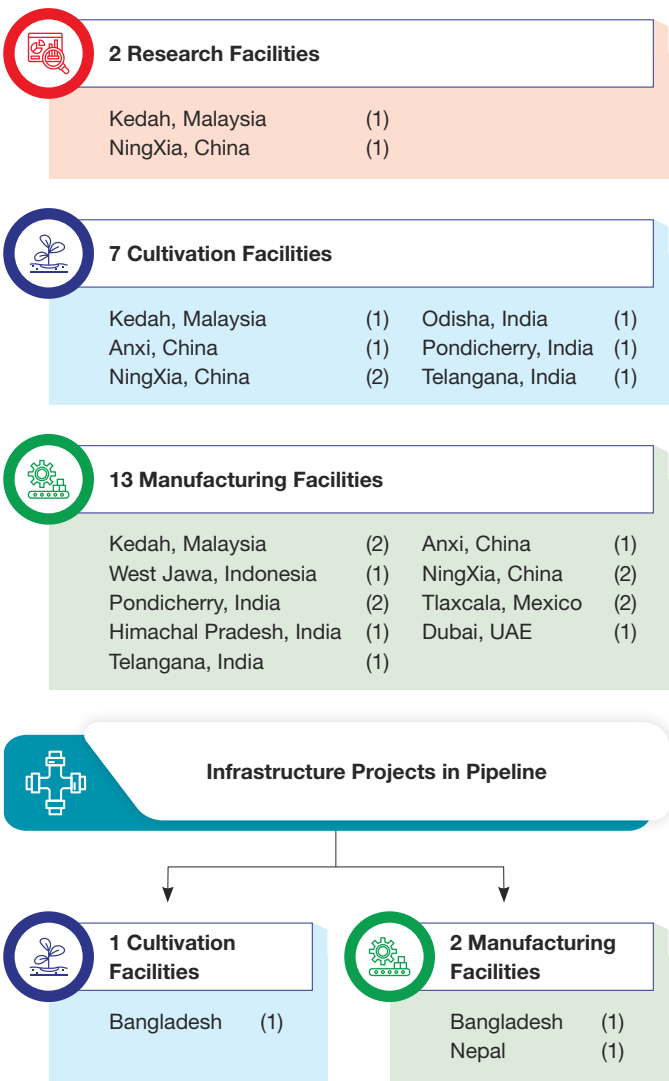 2 Research Facilities
Kedah, Malaysia (1)
NingXia, China (1)
7 Cultivation Facilities
Kedah, Malaysia (1)
Anxi, China (1)
NingXia, China (2)
Odisha, India (1)
Pondicherry, India (1)
Telangana, India (1)
13 Manufacturing Facilities
Kedah, Malaysia (2)
West Jawa, Indonesia (1)
Pondicherry, India (2)
Himachal Pradesh, India (1)
Telangana, India (1)
Anxi, China (1)
NingXia, China (2)
Tlaxcala, Mexico (2)
Dubai, UAE (1)
Infrastructure Projects in Pipeline
1 Cultivation
Facilities
Bangladesh (1)
2 Manufacturing
Facilities
Bangladesh (1)
Nepal (1)